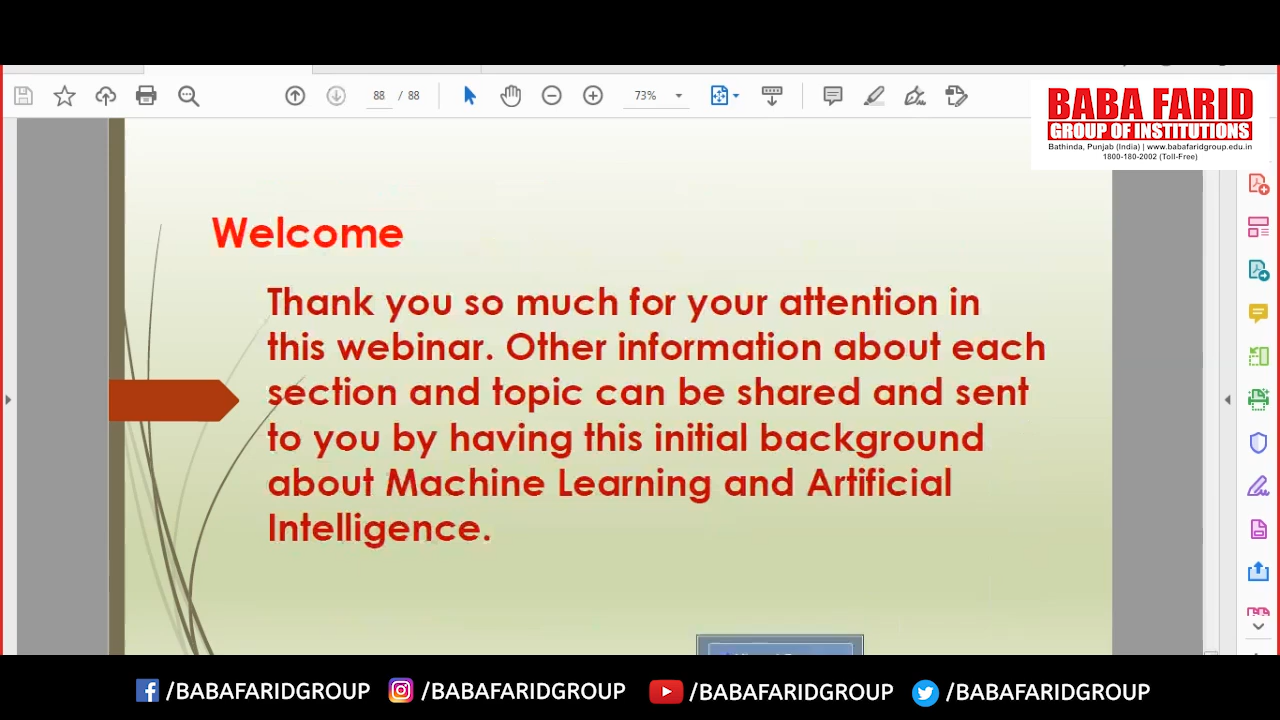 88 / 88
73%
BABA FARID
GROUP OF INSTITUTIONS
Bathinda, Punjab (India) | www.babafaridgroup.edu.in
1800-180-2002 (Toll-Free)
Welcome
Thank you so much for your attention in
this webinar. Other information about each
section and topic can be shared and sent
to you by having this initial background
about Machine Learning and Artificial
Intelligence.
/BABAFARIDGROUP
/BABAFARIDGROUP
/BABAFARIDGROUP
/BABAFARIDGROUP